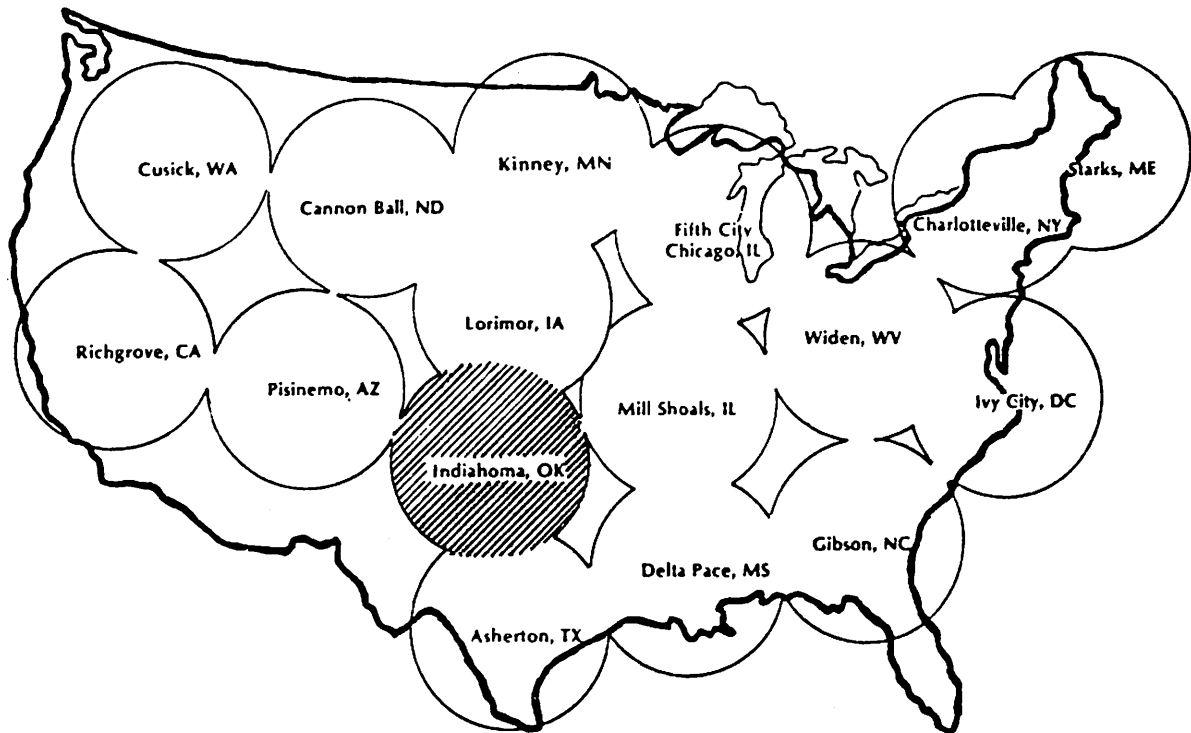 Cusick, WA
Kinney, MN
Starks, ME
Cannon Ball, ND
Charlotteville, NY
Fifth City
Chicago, IL
Lorimor, IA
Widen, WV
Richgrove, CA
Pisinemo, AZ
Mill Shoals, IL
Ivy City, DC
Indiahoma, OK
Gibson, NC
Delta Pace, MS
Asherton, TX